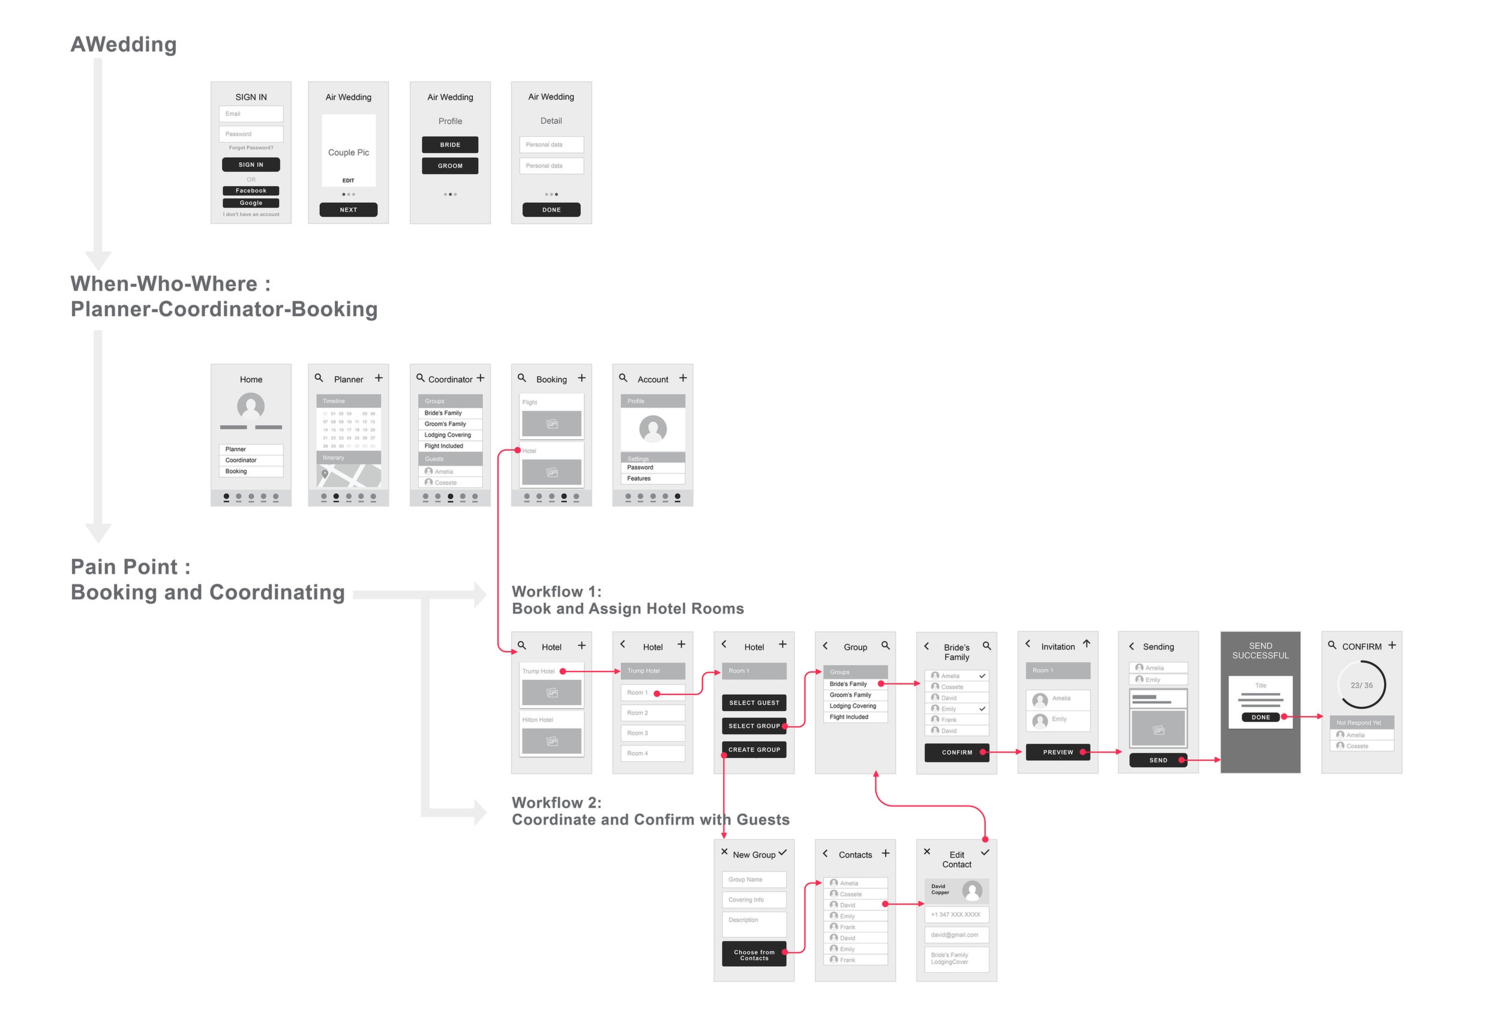 AWedding
SIGN IN
Email
Password
Forgot Password?
SIGN IN
OR
Facebook
Google
I don't have an account
Air Wedding
Couple Pic
EDIT
NEXT
Air Wedding
Profile
BRIDE
GROOM
Air Wedding
Detail
Personal data
Personal data
DONE
When-Who-Where :
Planner-Coordinator-Booking
Home
Planner
Coordinator
Booking
Planner
Timeline
Itinerary
Coordinator
Groups
Bride's Family
Groom's Family
Lodging Covering
Flight Included
Guests
Amelia
Cossete
Booking
Flight
Hotel
Account
Profile
Settings
Password
Features
Pain Point :
Booking and Coordinating
Workflow 1:
Book and Assign Hotel Rooms
Hotel
Trump Hotel
Hilton Hotel
Hotel
Trump Hotel
Room 1
Room 2
Room 3
Room 4
Hotel
Room 1
SELECT GUEST
SELECT GROUP
CREATE GROUP
Group
Groups
Bride's Family
Groom's Family
Lodging Covering
Flight Included
Bride's
Family
Amelia
Cossete
David
Emily
Frank
David
CONFIRM
Invitation
Room 1
Amelia
Emily
PREVIEW
Sending
Amelia
Emily
SEND
SEND
SUCCESSFUL
Title
DONE
CONFIRM
23/ 36
Not Respond Yet
Amelia
Cossete
Workflow 2:
Coordinate and Confirm with Guests
New Group
Group Name
Covering Info
Description
Choose from
Contacts
Contacts
Amelia
Cossete
David
Emily
Frank
David
Emily
Frank
Edit
Contact
David
Copper
+1 347 XXX XXXX
david@gmail.com
Bride's Family
LodgingCover